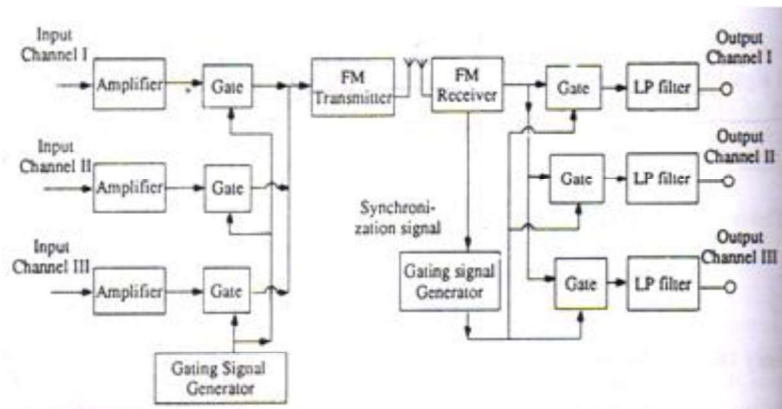 Input
Channel I
Amplifier
Gate
FM
Transmitter
FM
Receiver
Gate
LP filter
Output
Channel I
Input
Channel II
Amplifier
Gate
Synchroni-
zation signal
Gate
LP filter
Output
Channel II
Input
Channel III
Amplifier
Gate
Gating signal
Generator
Gate
LP filter
Output
Channel III
Gating Signal
Generator